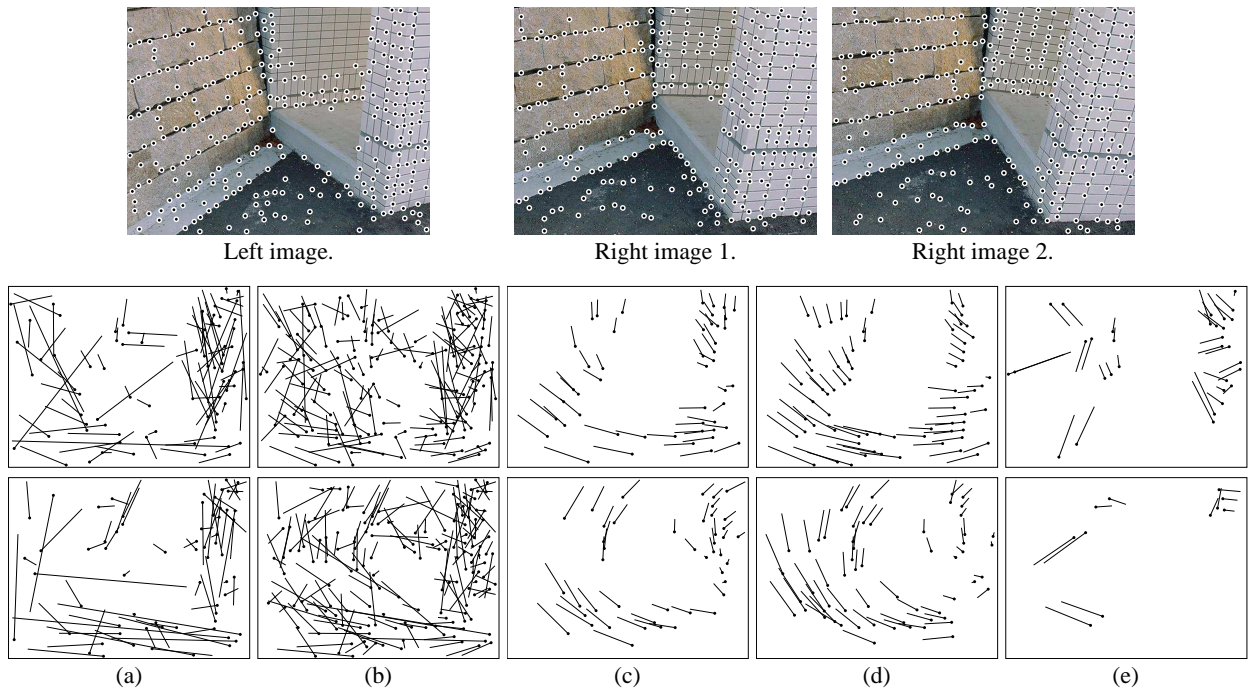 Left image.
Right image 1.
Right image 2.
(a)
(b)
(c)
(d)
(e)